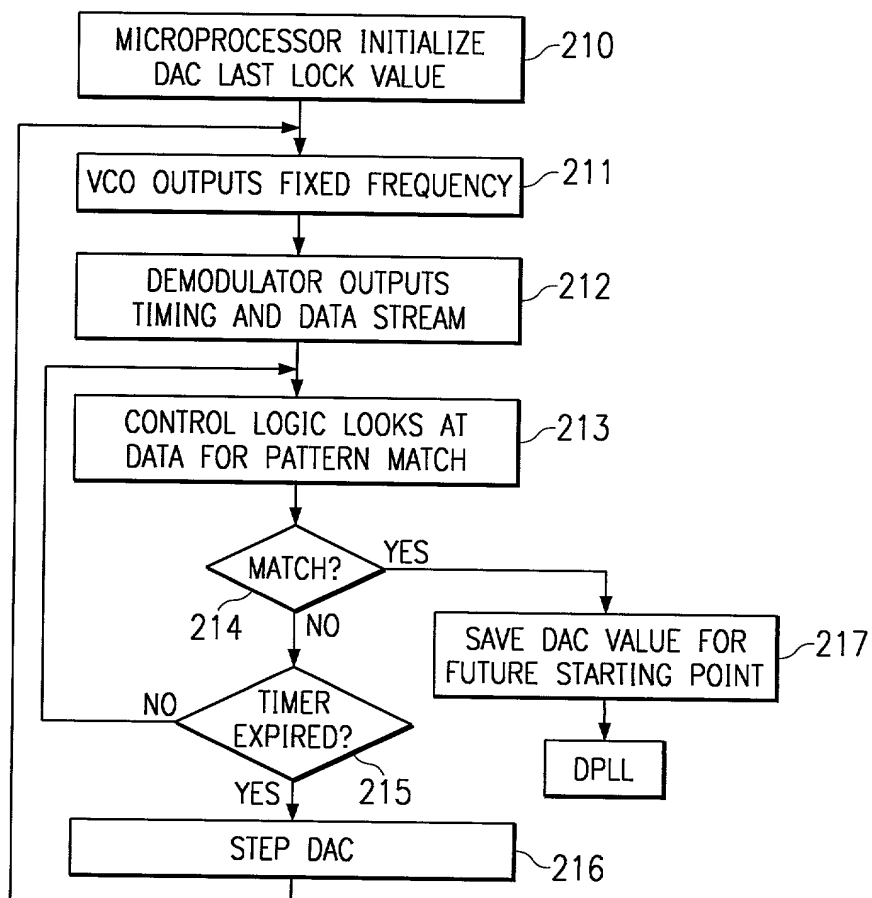 MICROPROCESSOR INITIALIZE
DAC LAST LOCK VALUE
210
VCO OUTPUTS FIXED FREQUENCY
211
DEMODULATOR OUTPUTS
TIMING AND DATA STREAM
212
CONTROL LOGIC LOOKS AT
DATA FOR PATTERN MATCH
213
MATCH?
YES
214
NO
SAVE DAC VALUE FOR
FUTURE STARTING POINT
217
NO
TIMER
EXPIRED?
215
DPLL
YES
STEP DAC
216